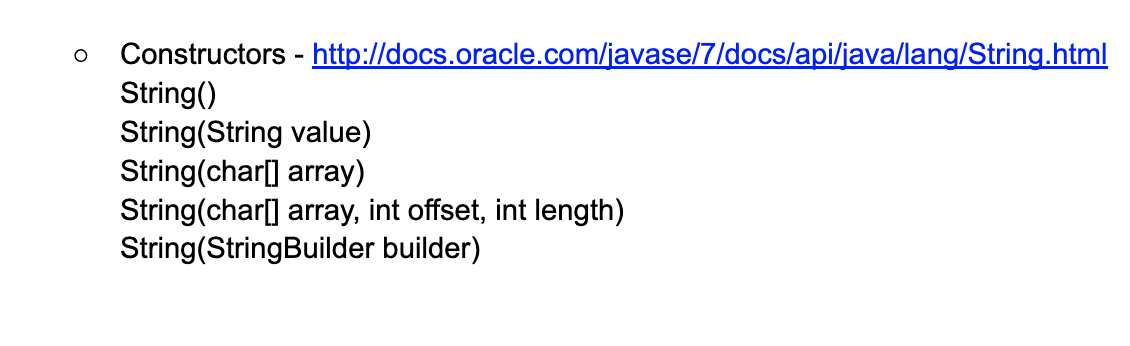 ○ Constructors - http://docs.oracle.com/javase/7/docs/api/java/lang/String.html
String()
String(String value)
String(char[] array)
String(char[] array, int offset, int length)
String(StringBuilder builder)